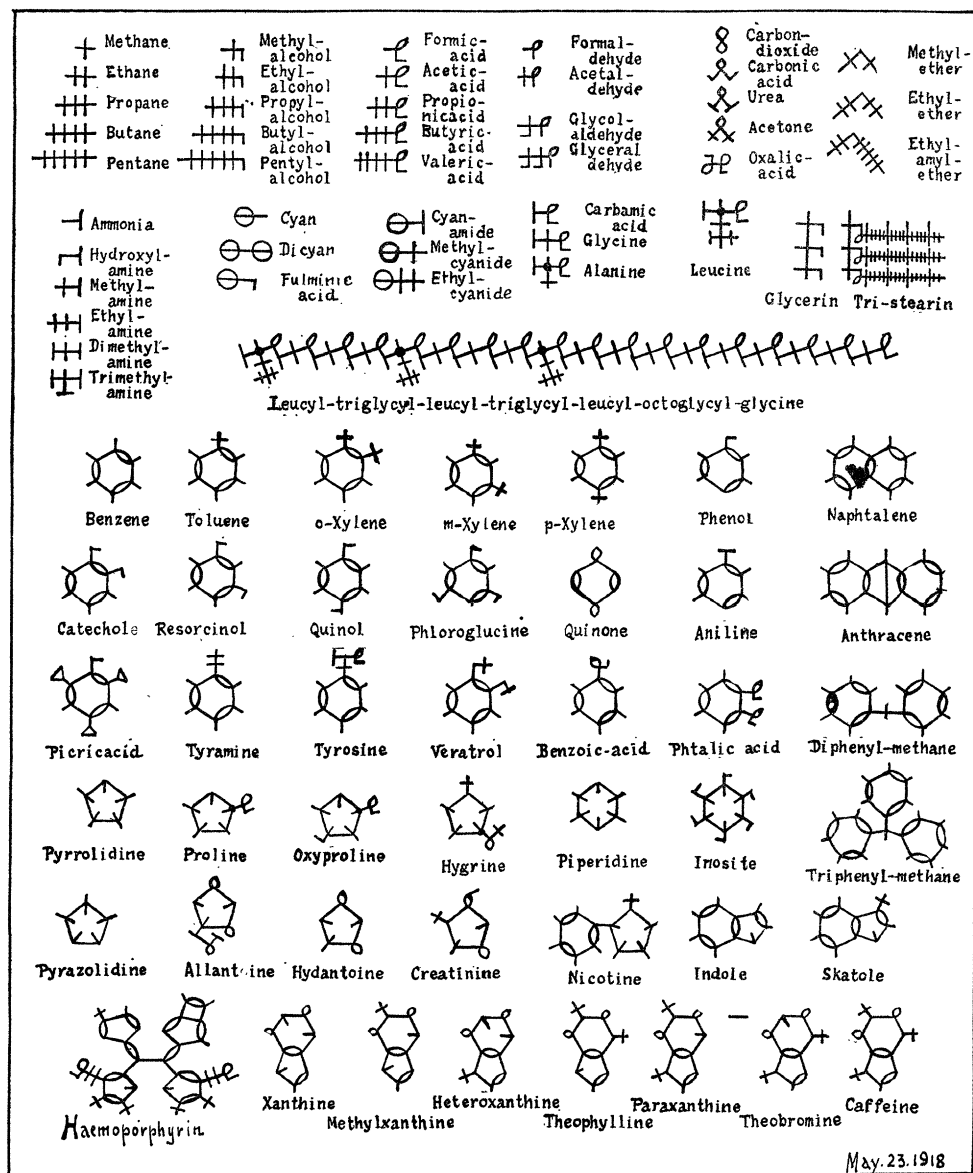 Methane
Ethane
Propane
Butane
Pentane
Methyl-
alcohol
Ethyl-
alcohol
Propyl-
alcohol
Butyl-
alcohol
Pentyl-
alcohol
Formic-
acid
Acetic-
acid
Propio-
nicacid
Butyric-
acid
Valeric-
acid
Formal-
dehyde
Acetal-
dehyde
Glycol-
aldehyde
Glyceral
dehyde
Carbon-
dioxide
Carbonic
acid
Urea
Acetone
Oxalic-
acid
Methyl-
ether
Ethyl-
ether
Ethyl-
amyl-
ether
Ammonia
Hydroxyl-
amine
Methyl-
amine
Ethyl-
amine
Dimethyl-
amine
Trimethyl-
amine
Cyan
Dicyan
Fulminic
acid
Cyan-
amide
Methyl-
cyanide
Ethyl-
cyanide
Carbamic
acid
Glycine
Alanine
Leucine
Glycerin Tri-stearin
Leucyl-triglycyl-leucyl-triglycyl-leucyl-octoglycyl-glycine
Benzene Toluene o-Xylene m-Xylene p-Xylene Phenol Naphtalene
Catechole Resorcinol Quinol Phloroglucine Quinone Aniline Anthracene
Picricacid Tyramine Tyrosine Veratrol Benzoic-acid Phtalic acid Diphenyl-methane
Pyrrolidine Proline Oxyproline Hygrine Piperidine Inosite Triphenyl-methane
Pyrazolidine Allantoine Hydantoine Creatinine Nicotine Indole Skatole
Haemoporphyrin Xanthine Methylxanthine Heteroxanthine Theophylline Paraxanthine Theobromine Caffeine
May.23.1918